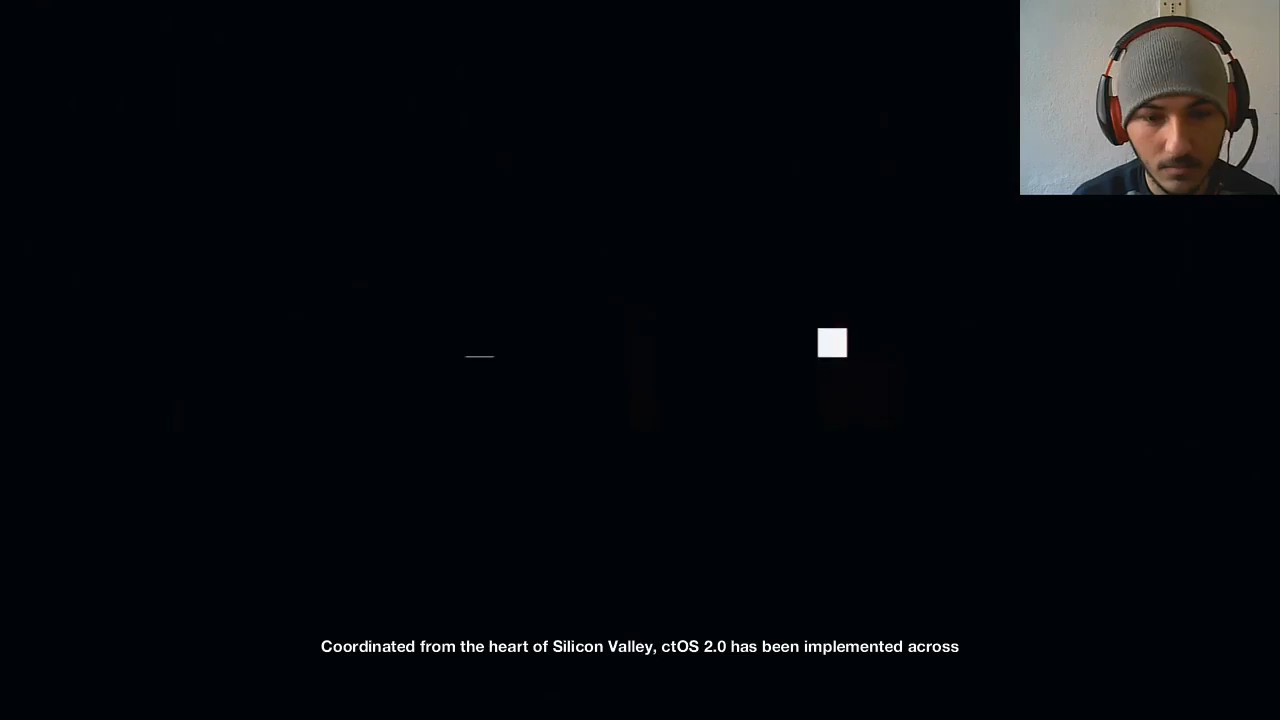 Coordinated from the heart of Silicon Valley, ctOS 2.0 has been implemented across